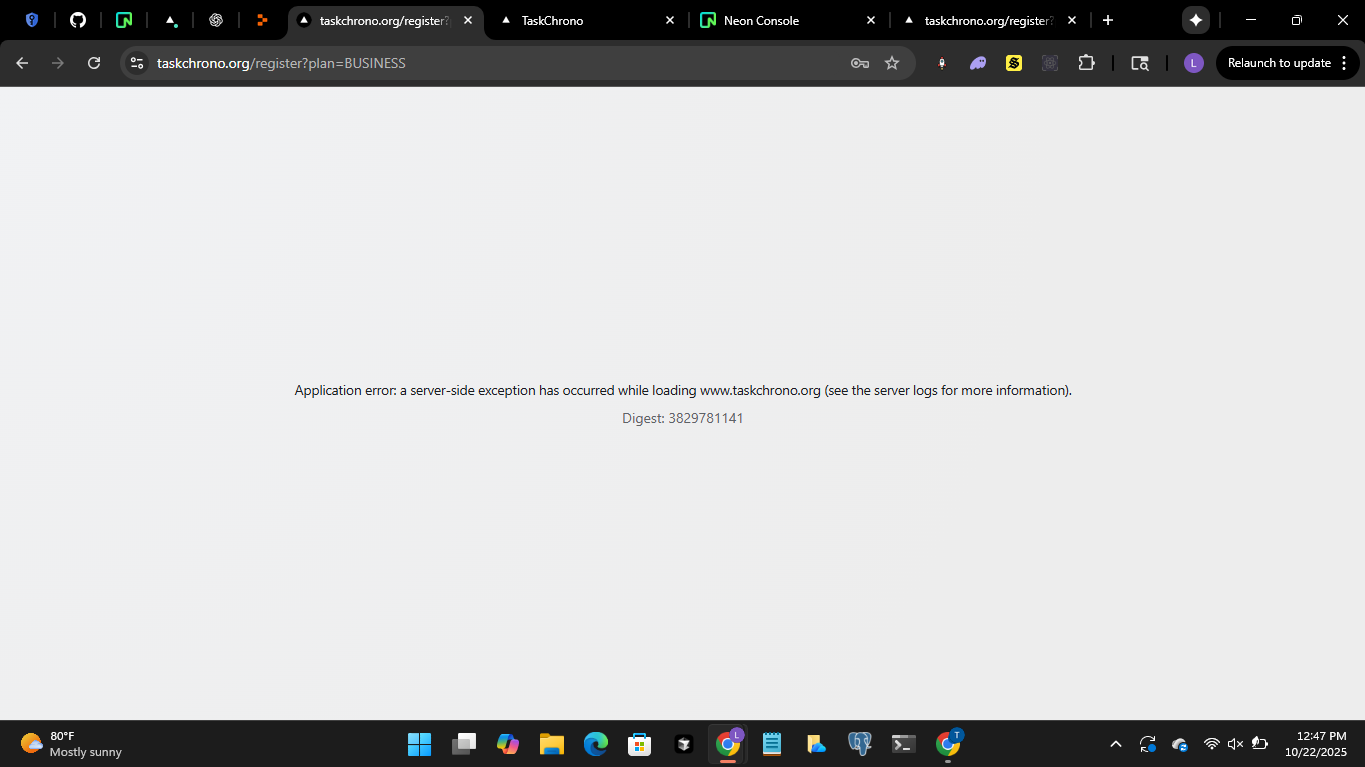 taskchrono.org/register?p
TaskChrono
Neon Console
taskchrono.org/register?
taskchrono.org/register?plan=BUSINESS
L
Relaunch to update
Application error: a server-side exception has occurred while loading www.taskchrono.org (see the server logs for more information).
Digest: 3829781141
80°F
Mostly sunny
L
T
12:47 PM
10/22/2025